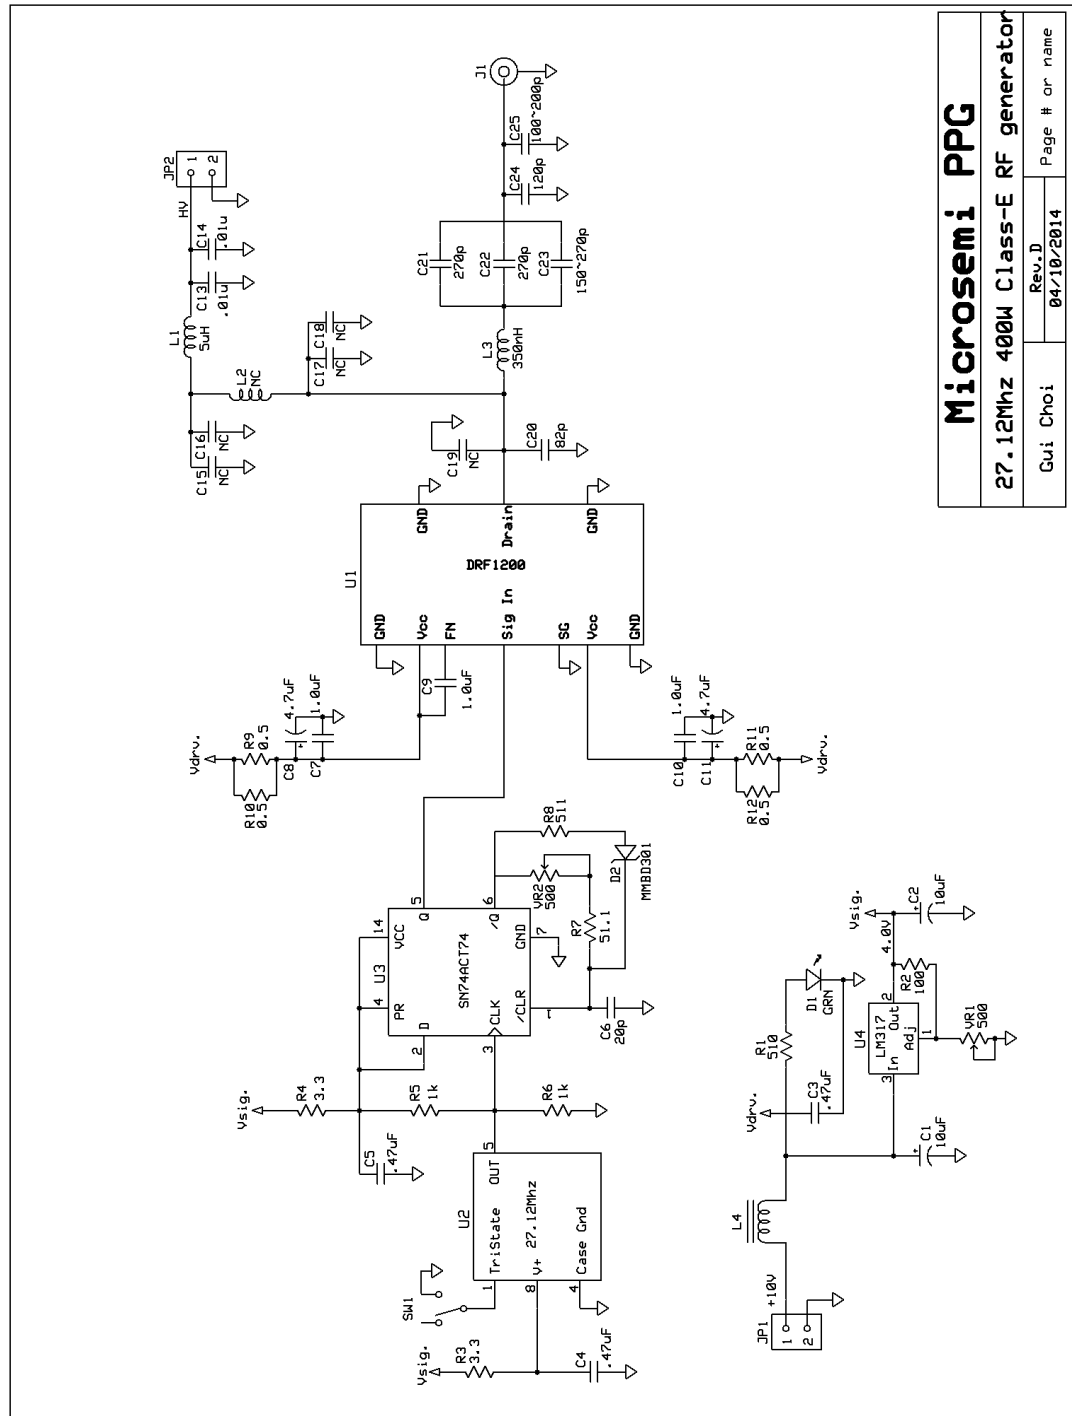 Microsemi PPG
27.12Mhz 400W Class-E RF generator
Gui Choi
Rev.D
04/10/2014
Page # or name
JP2
1
2
HV
C14
.01u
C13
.01u
L1
5uH
L2
NC
C16
NC
C15
NC
C18
NC
C17
NC
J1
C25
100~200p
C24
120p
C21
270p
C22
270p
C23
150~270p
L3
350nH
C19
NC
C20
82p
U1
DRF1200
GND
Vcc
FN
Sig In
SG
Vcc
GND
GND
Drain
GND
C9
1.0uF
Vdrv.
R9
0.5
R10
0.5
C8
4.7uF
C7
1.0uF
C10
1.0uF
C11
4.7uF
R11
0.5
R12
0.5
Vdrv.
U3
SN74ACT74
14
VCC
4
PR
2
D
3
CLK
1
/CLR
7
GND
5
Q
6
/Q
R8
511
D2
MMBD301
VR2
500
R7
51.1
C6
20p
Vsig.
R4
3.3
R5
1k
R6
1k
C5
.47uF
U2
27.12Mhz
TriState
OUT
V+
Case Gnd
1
5
8
4
SW1
Vsig.
R3
3.3
C4
.47uF
JP1
1
2
+10V
L4
Vdrv.
C3
.47uF
R1
510
D1
GRN
C1
10uF
U4
LM317
In
Out
Adj
3
2
1
R2
100
VR1
500
4.0V
Vsig.
C2
10uF